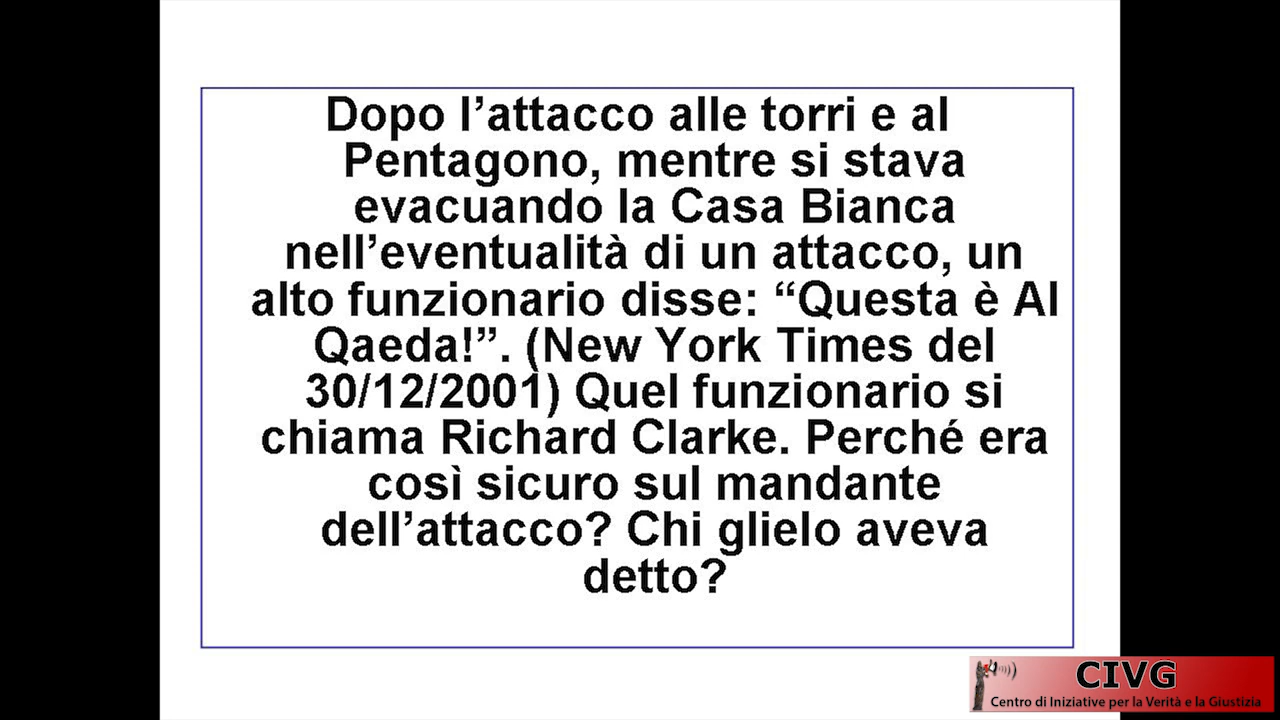 Dopo l’attacco alle torri e al
Pentagono, mentre si stava
evacuando la Casa Bianca
nell’eventualità di un attacco, un
alto funzionario disse: “Questa è Al
Qaeda!”. (New York Times del
30/12/2001) Quel funzionario si
chiama Richard Clarke. Perché era
così sicuro sul mandante
dell’attacco? Chi glielo aveva
detto?
CIVG
Centro di Iniziative per la Verità e la Giustizia